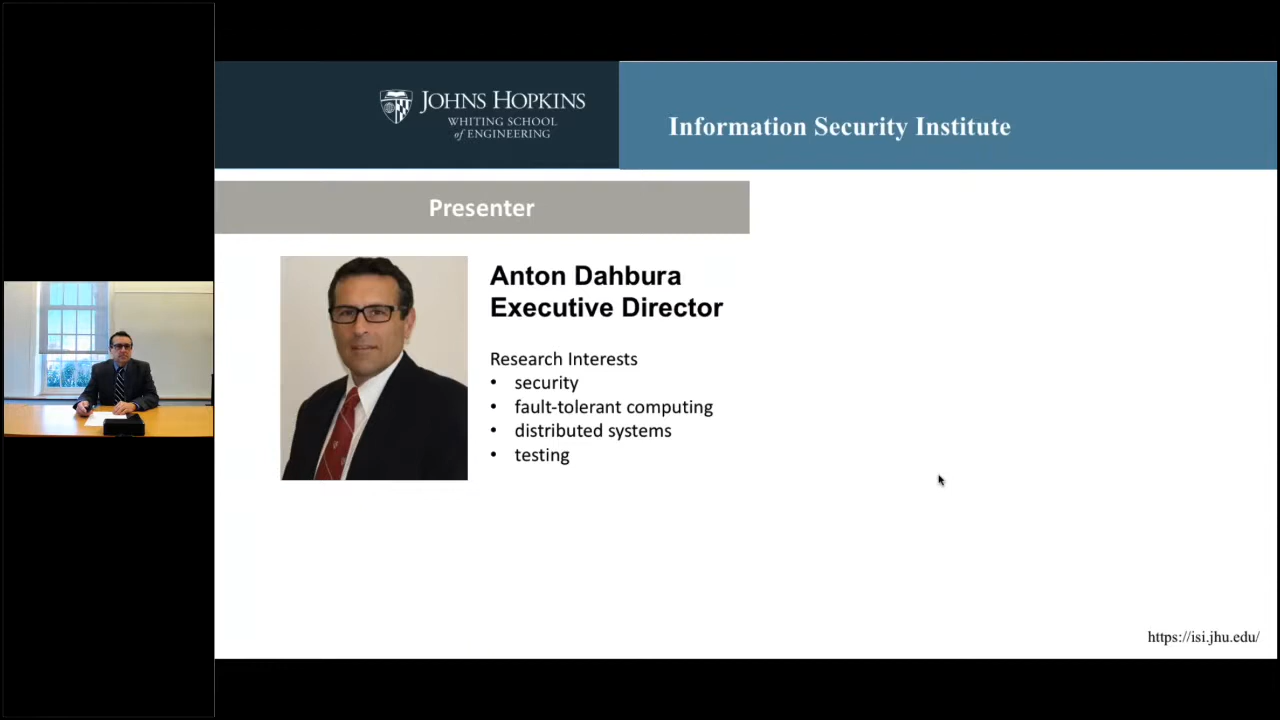 JOHNS HOPKINS
WHITING SCHOOL
of ENGINEERING
Information Security Institute
Presenter
Anton Dahbura
Executive Director
Research Interests
• security
• fault-tolerant computing
• distributed systems
• testing
https://isi.jhu.edu/